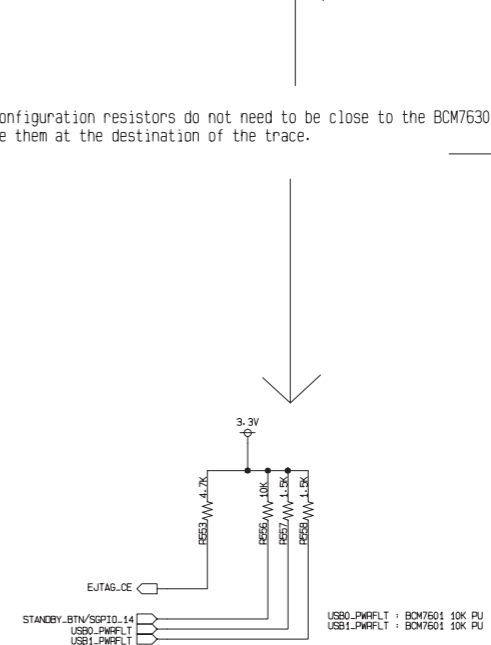 onfiguration resistors do not need to be close to the BCM7630
e them at the destination of the trace.
3.3V
4.7K
10K
1.5K
1.5K
R553
R556
R557
R558
EJTAG_CE
STANDBY_BTN/SGPIO_14
USB0_PWRFLT
USB1_PWRFLT
USB0_PWRFLT : BCM7601 10K PU
USB1_PWRFLT : BCM7601 10K PU